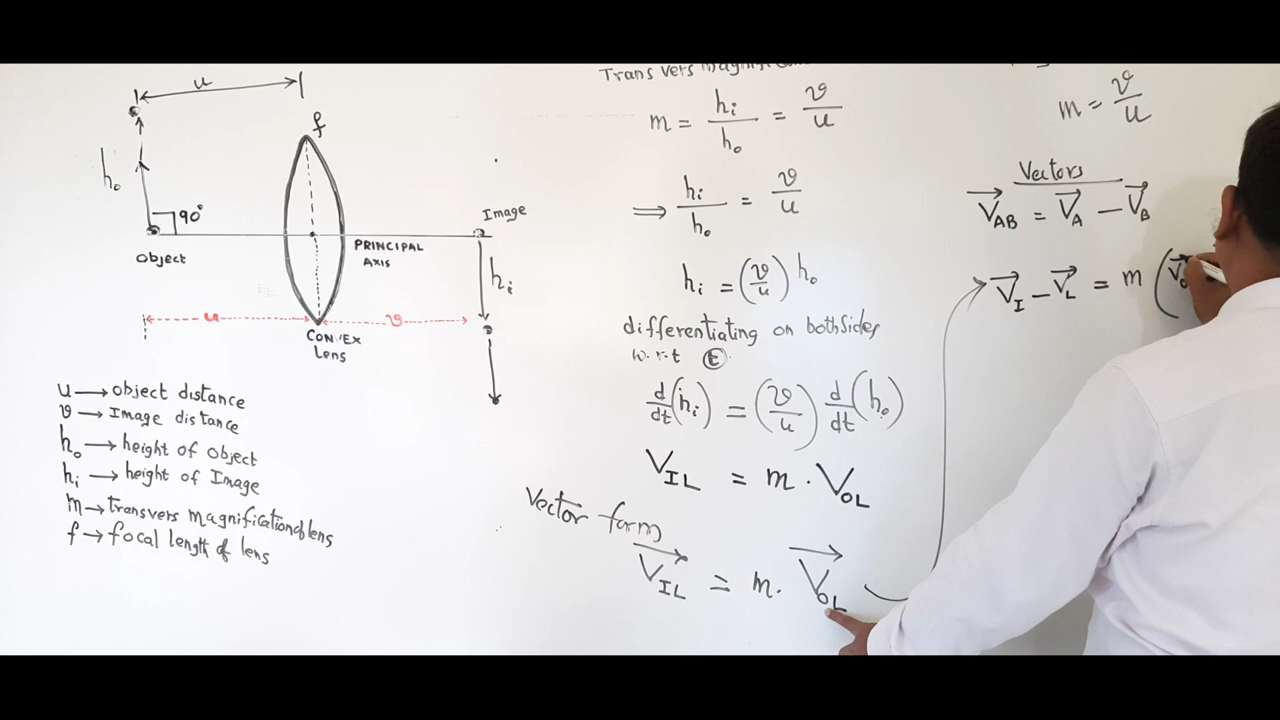 u
f
h₀
90°
Object
Image
PRINCIPAL
AXIS
hᵢ
u
v
CONVEX
Lens
u → object distance
v → Image distance
h₀ → height of Object
hᵢ → height of Image
m → transvers magnification of lens
f → focal length of lens
Transvers
m = hᵢ/h₀ = v/u
⟹ hᵢ/h₀ = v/u
hᵢ = (v/u) h₀
differentiating on bothsides
w.r.t (t)
d/dt (hᵢ) = (v/u) d/dt (h₀)
V_IL = m · V_OL
Vector form
V⃗_IL = m · V⃗_OL
m = v/u
Vectors
V⃗_AB = V⃗_A − V⃗_B
V⃗_I − V⃗_L = m (V⃗₀